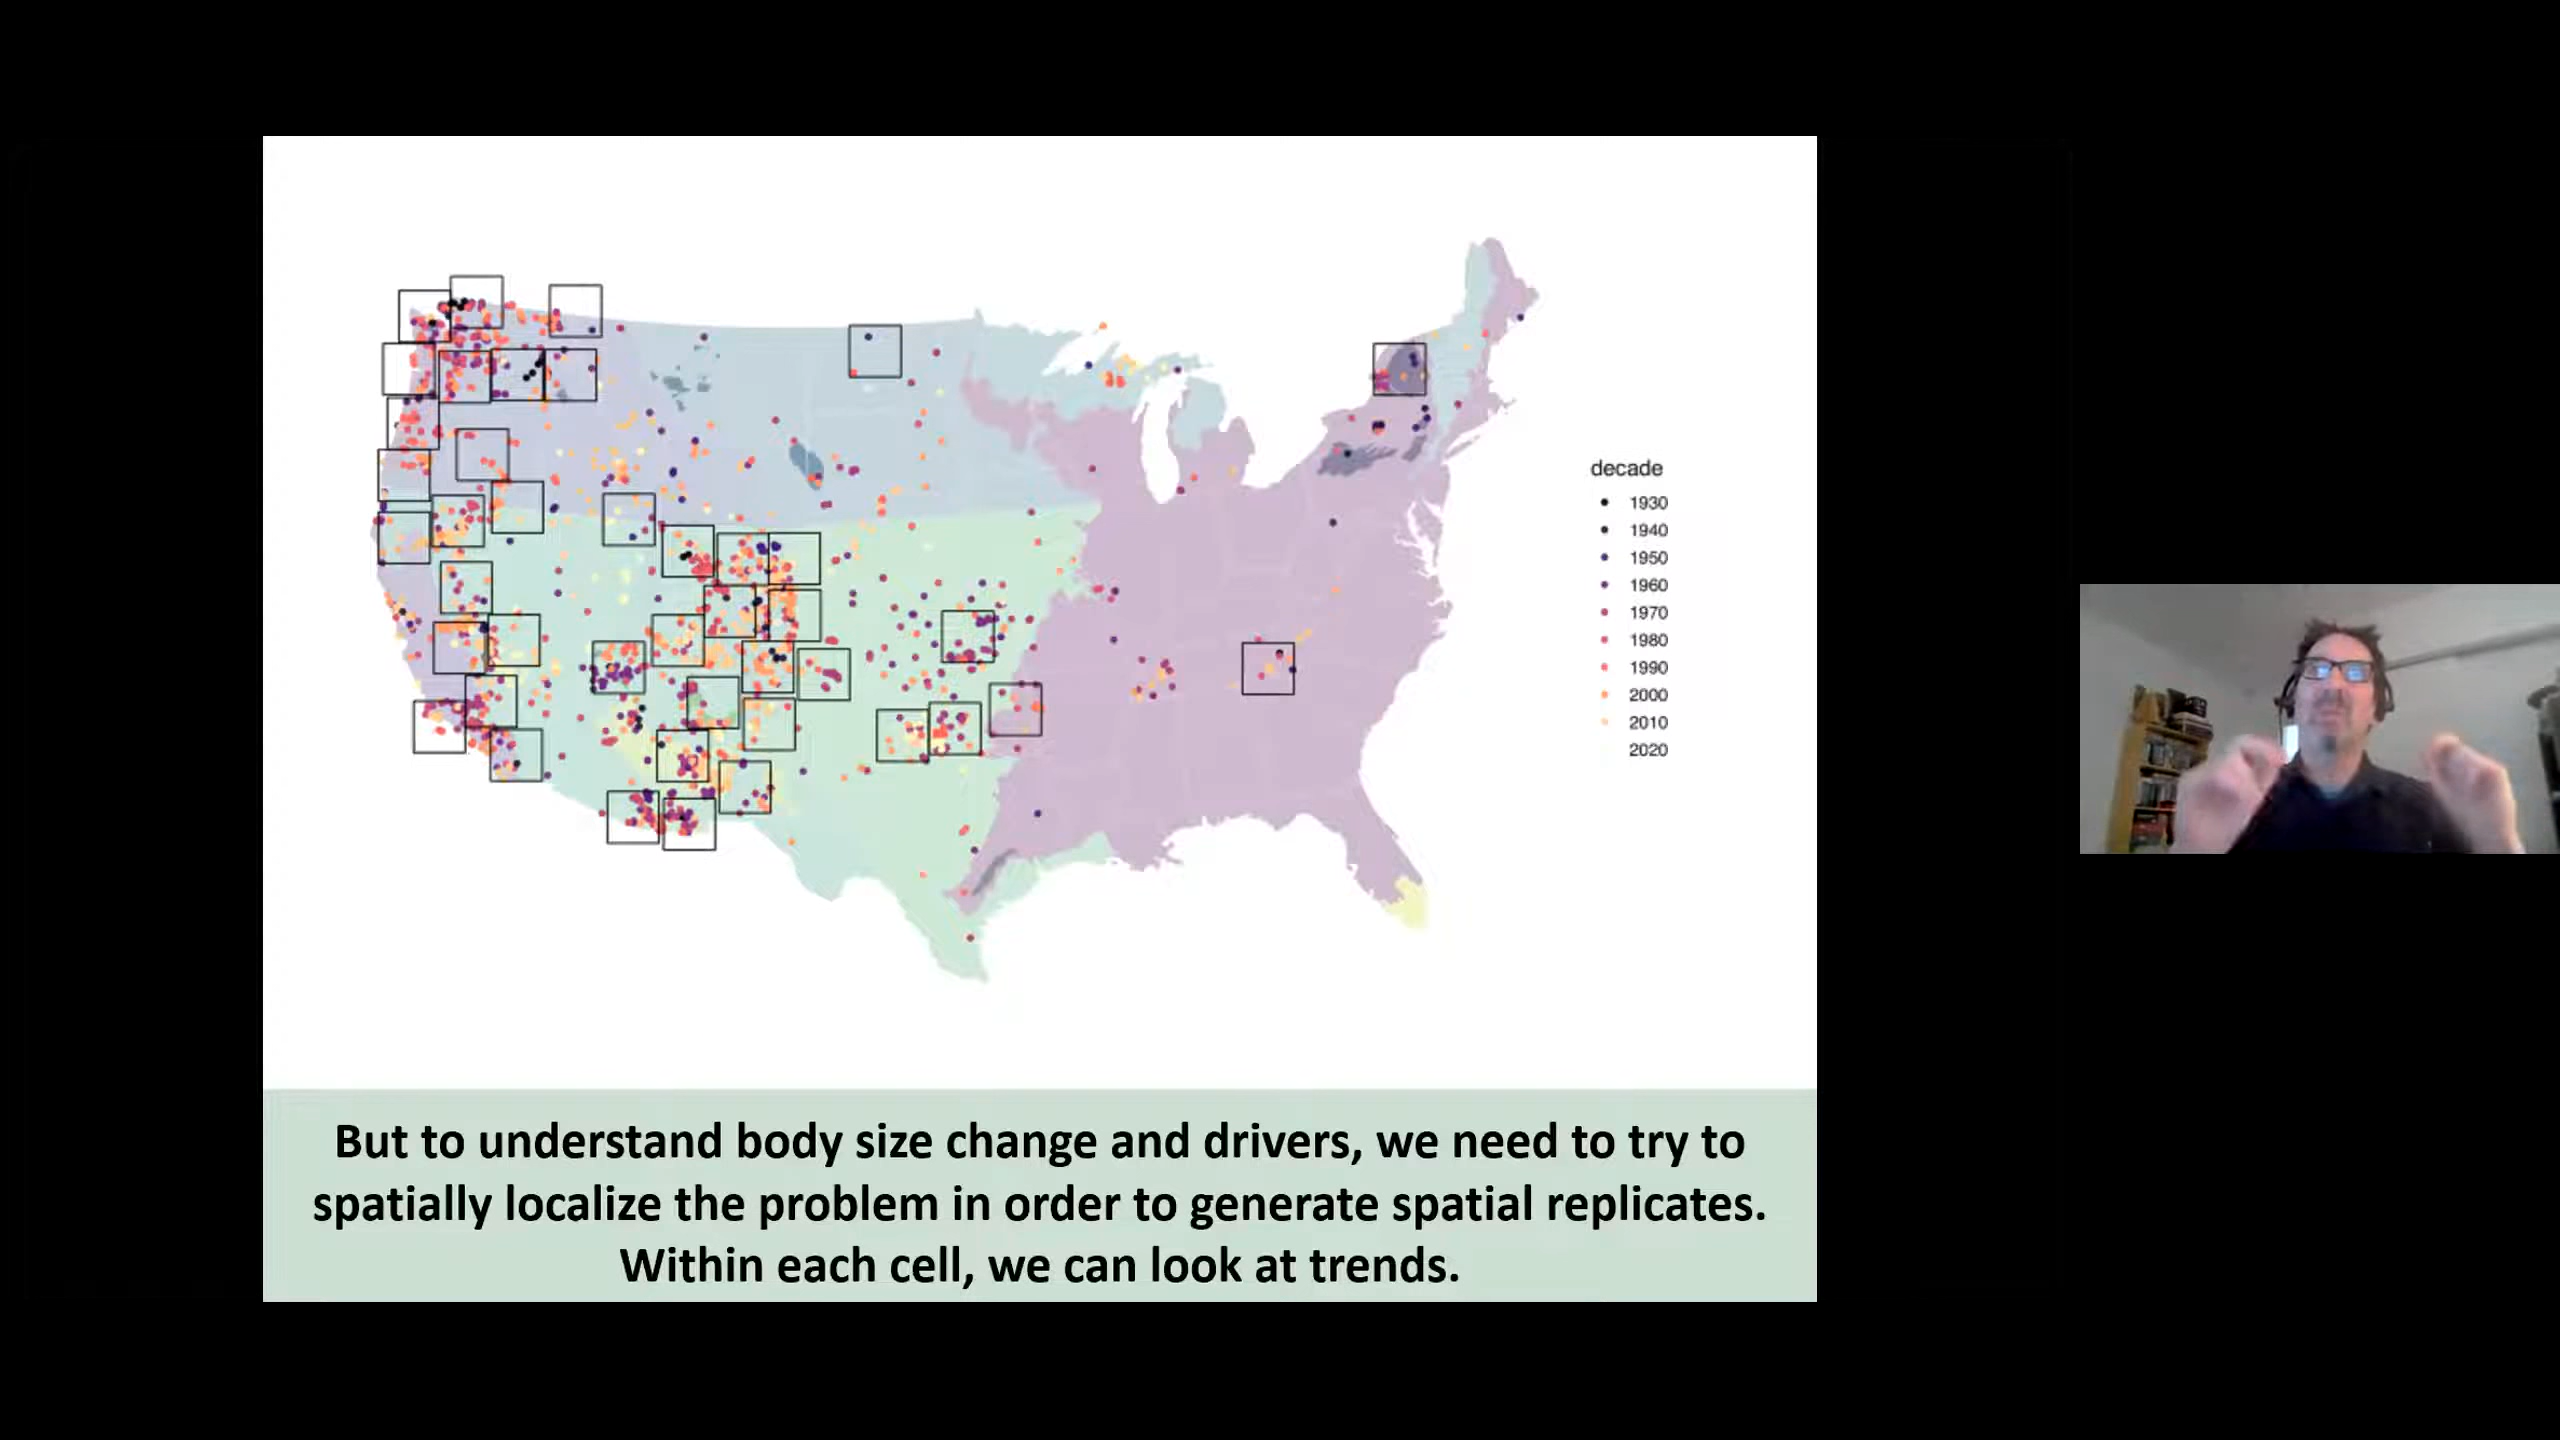 decade
1930
1940
1950
1960
1970
1980
1990
2000
2010
2020
But to understand body size change and drivers, we need to try to
spatially localize the problem in order to generate spatial replicates.
Within each cell, we can look at trends.